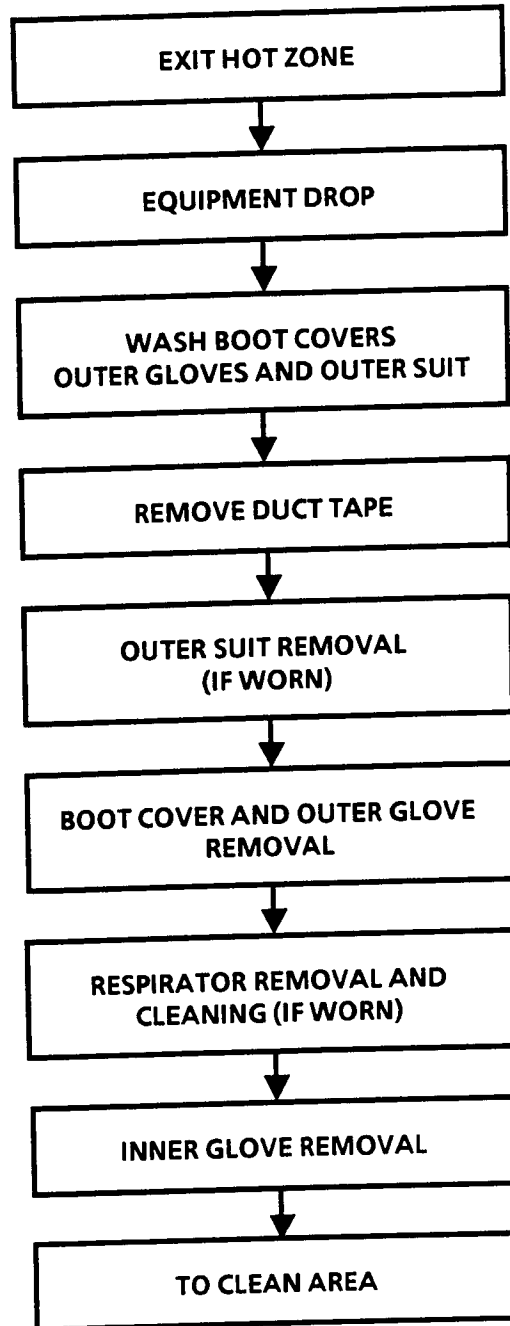 EXIT HOT ZONE
EQUIPMENT DROP
WASH BOOT COVERS
OUTER GLOVES AND OUTER SUIT
REMOVE DUCT TAPE
OUTER SUIT REMOVAL
(IF WORN)
BOOT COVER AND OUTER GLOVE
REMOVAL
RESPIRATOR REMOVAL AND
CLEANING (IF WORN)
INNER GLOVE REMOVAL
TO CLEAN AREA